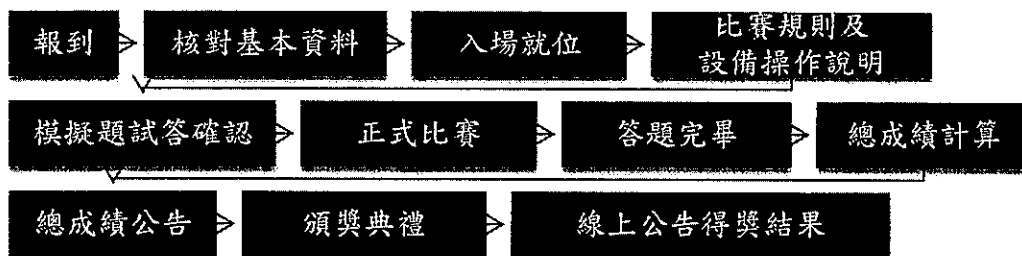 報到
核對基本資料
入場就位
比賽規則及
設備操作說明
模擬題試答確認
正式比賽
答題完畢
總成績計算
總成績公告
頒獎典禮
線上公告得獎結果